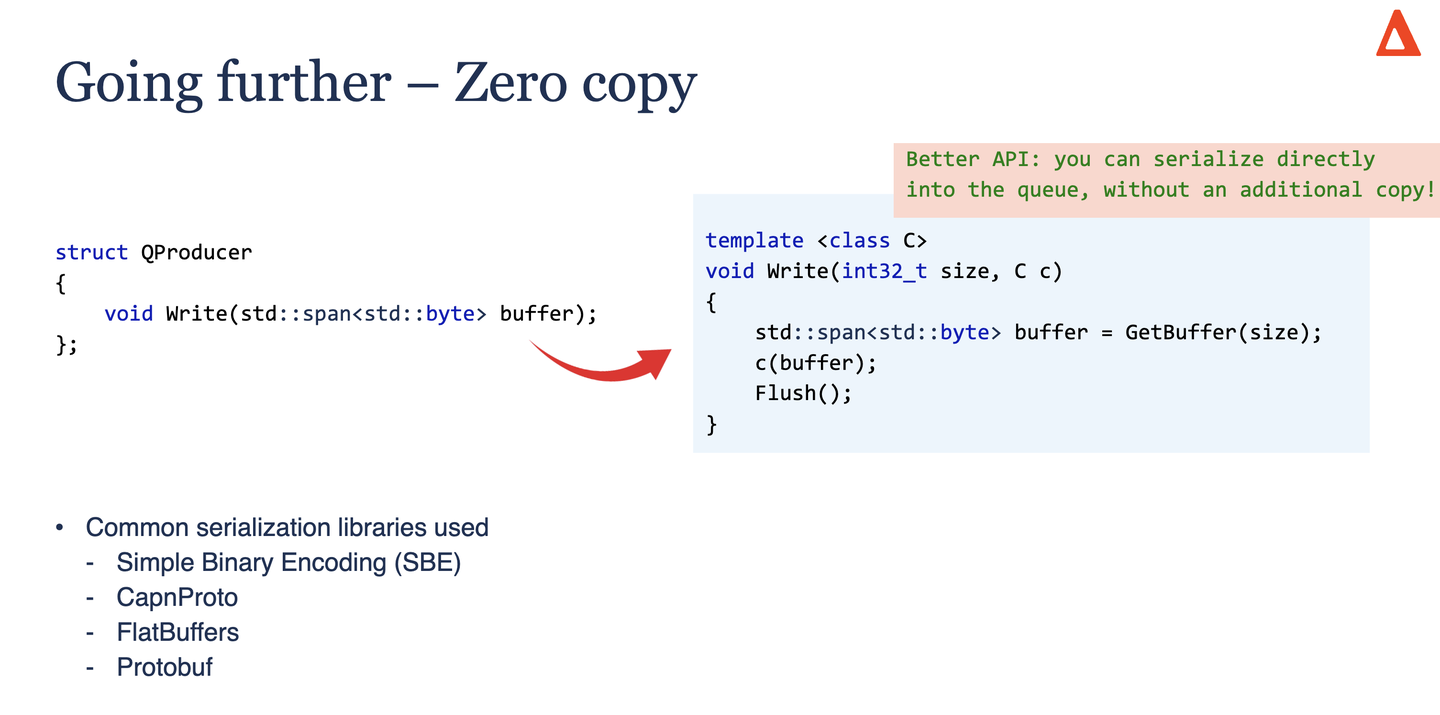 Going further – Zero copy
Better API: you can serialize directly
into the queue, without an additional copy!
struct QProducer
{
    void Write(std::span<std::byte> buffer);
};
template <class C>
void Write(int32_t size, C c)
{
    std::span<std::byte> buffer = GetBuffer(size);
    c(buffer);
    Flush();
}
• Common serialization libraries used
- Simple Binary Encoding (SBE)
- CapnProto
- FlatBuffers
- Protobuf